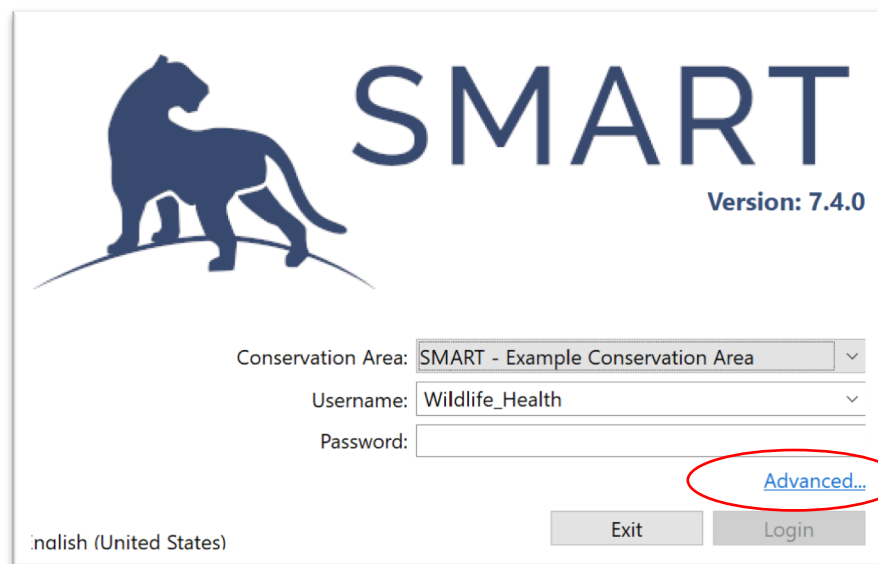 SMART
Version: 7.4.0
Conservation Area: SMART - Example Conservation Area
Username: Wildlife_Health
Password:
Advanced...
Exit Login
nglish (United States)